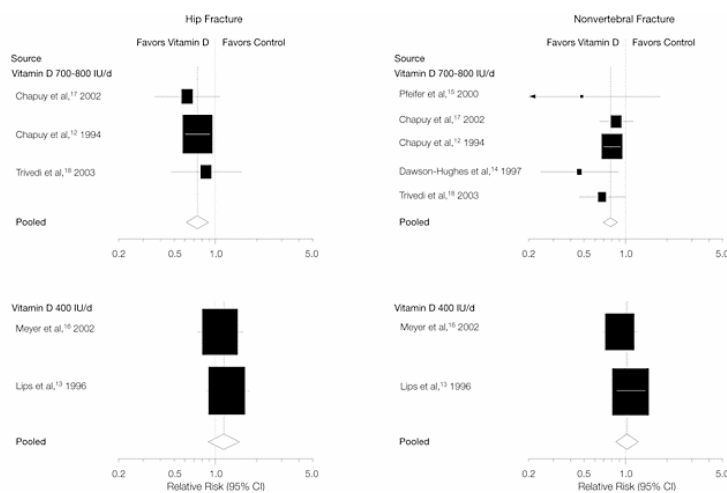 Hip Fracture
Favors Vitamin D Favors Control
Source
Vitamin D 700-800 IU/d
Chapuy et al,17 2002
Chapuy et al,12 1994
Trivedi et al,18 2003
Pooled
0.2 0.5 1.0 5.0
Vitamin D 400 IU/d
Meyer et al,16 2002
Lips et al,13 1996
Pooled
0.2 0.5 1.0 5.0
Relative Risk (95% CI)
Nonvertebral Fracture
Favors Vitamin D Favors Control
Source
Vitamin D 700-800 IU/d
Pfeifer et al,15 2000
Chapuy et al,17 2002
Chapuy et al,12 1994
Dawson-Hughes et al,14 1997
Trivedi et al,18 2003
Pooled
0.2 0.5 1.0 5.0
Vitamin D 400 IU/d
Meyer et al,16 2002
Lips et al,13 1996
Pooled
0.2 0.5 1.0 5.0
Relative Risk (95% CI)